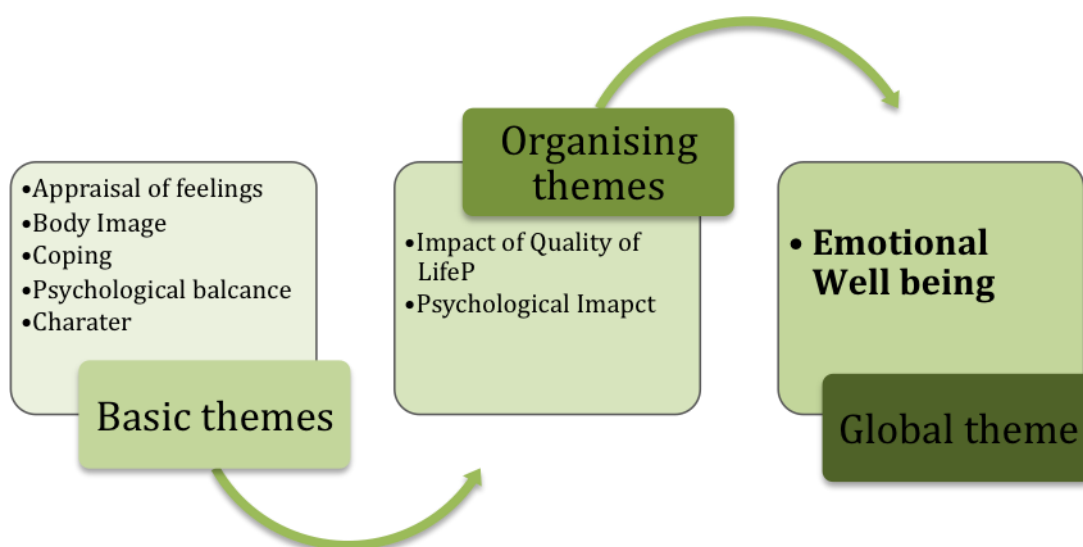 •Appraisal of feelings
•Body Image
•Coping
•Psychological balcance
•Charater
Basic themes
Organising
themes
•Impact of Quality of
LifeP
•Psychological Imapct
• Emotional
Well being
Global theme